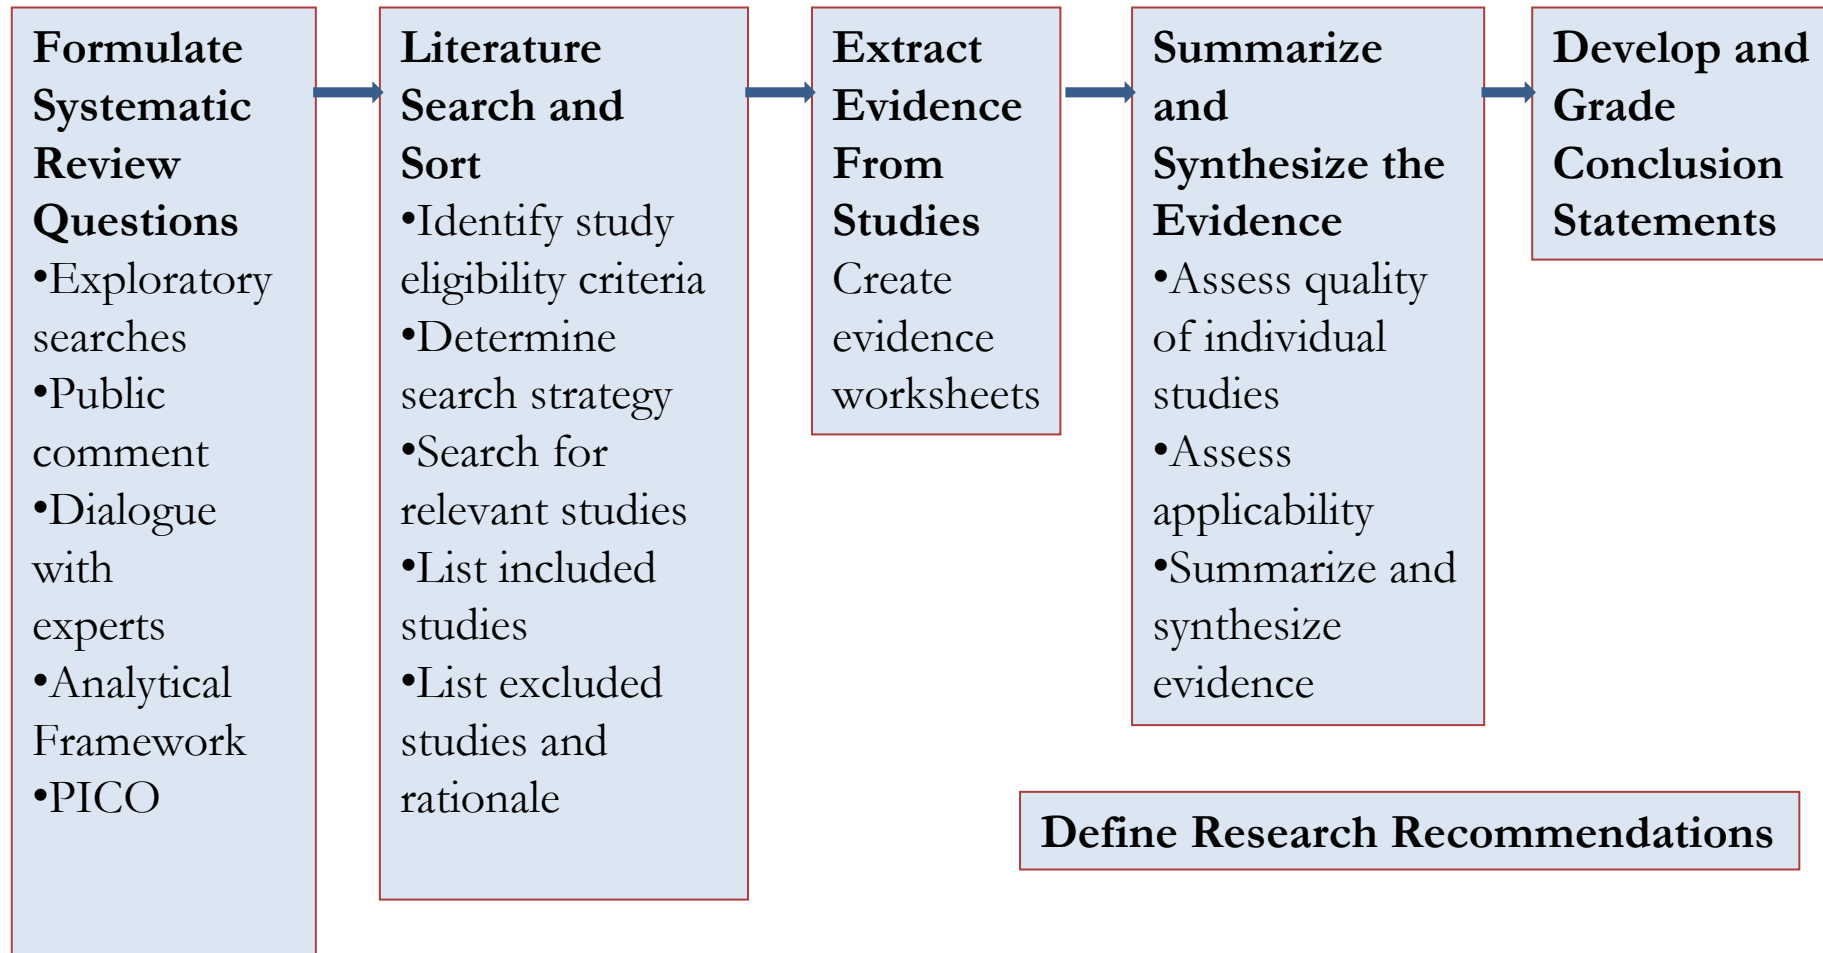 Formulate
Systematic
Review
Questions
•Exploratory
searches
•Public
comment
•Dialogue
with
experts
•Analytical
Framework
•PICO
Literature
Search and
Sort
•Identify study
eligibility criteria
•Determine
search strategy
•Search for
relevant studies
•List included
studies
•List excluded
studies and
rationale
Extract
Evidence
From
Studies
Create
evidence
worksheets
Summarize
and
Synthesize the
Evidence
•Assess quality
of individual
studies
•Assess
applicability
•Summarize and
synthesize
evidence
Develop and
Grade
Conclusion
Statements
Define Research Recommendations